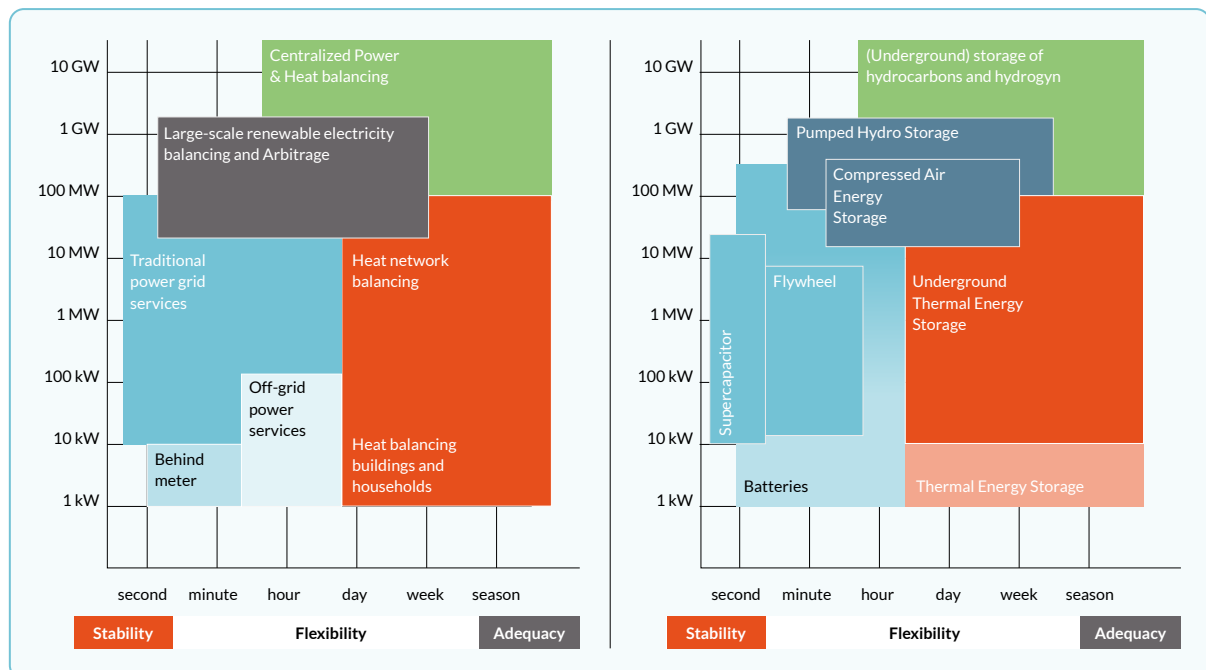 10 GW
1 GW
100 MW
10 MW
1 MW
100 kW
10 kW
1 kW
Centralized Power
& Heat balancing
Large-scale renewable electricity
balancing and Arbitrage
Traditional
power grid
services
Heat network
balancing
Off-grid
power
services
Behind
meter
Heat balancing
buildings and
households
second minute hour day week season
Stability Flexibility Adequacy
10 GW
1 GW
100 MW
10 MW
1 MW
100 kW
10 kW
1 kW
(Underground) storage of
hydrocarbons and hydrogyn
Pumped Hydro Storage
Compressed Air
Energy
Storage
Flywheel
Underground
Thermal Energy
Storage
Supercapacitor
Batteries
Thermal Energy Storage
second minute hour day week season
Stability Flexibility Adequacy